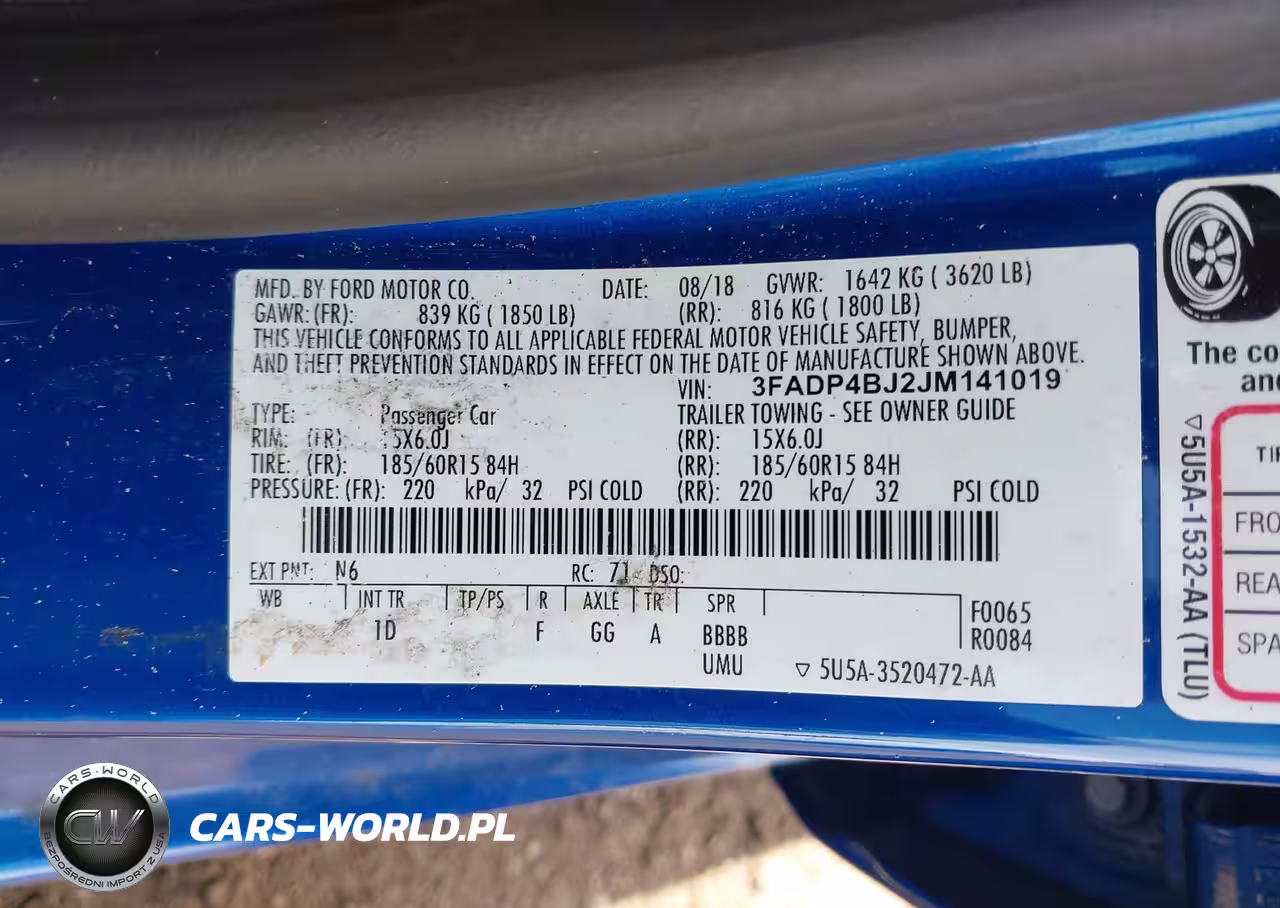 MFD. BY FORD MOTOR CO. DATE: 08/18 GVWR: 1642 KG ( 3620 LB)
GAWR: (FR): 839 KG ( 1850 LB) (RR): 816 KG ( 1800 LB)
THIS VEHICLE CONFORMS TO ALL APPLICABLE FEDERAL MOTOR VEHICLE SAFETY, BUMPER,
AND THEFT PREVENTION STANDARDS IN EFFECT ON THE DATE OF MANUFACTURE SHOWN ABOVE.
VIN: 3FADP4BJ2JM141019
TYPE: Passenger Car TRAILER TOWING - SEE OWNER GUIDE
RIM: (FR): 15X6.0J (RR): 15X6.0J
TIRE: (FR): 185/60R15 84H (RR): 185/60R15 84H
PRESSURE: (FR): 220 kPa/ 32 PSI COLD (RR): 220 kPa/ 32 PSI COLD
EXT PNT: N6 RC: 71 DSO:
WB INT TR TP/PS R AXLE TR SPR
1D F GG A BBBB
UMU
F0065
R0084
▽ 5U5A-3520472-AA
The co
and
▽5U5A-1532-AA (TLU)
TI
FRO
REA
SPA
CARS-WORLD
CW
BEZPOŚREDNI IMPORT Z USA
CARS-WORLD.PL